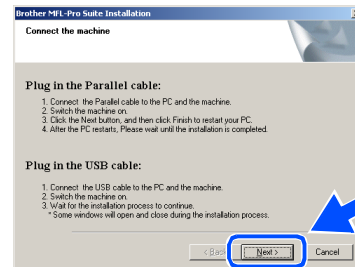 Brother MFL-Pro Suite Installation
Connect the machine
Plug in the Parallel cable:
1. Connect the Parallel cable to the PC and the machine.
2. Switch the machine on.
3. Click the Next button, and then click Finish to restart your PC.
4. After the PC restarts, Please wait until the installation is completed.
Plug in the USB cable:
1. Connect the USB cable to the PC and the machine.
2. Switch the machine on.
3. Wait for the installation process to continue.
* Some windows will open and close during the installation process.
< Back Next > Cancel